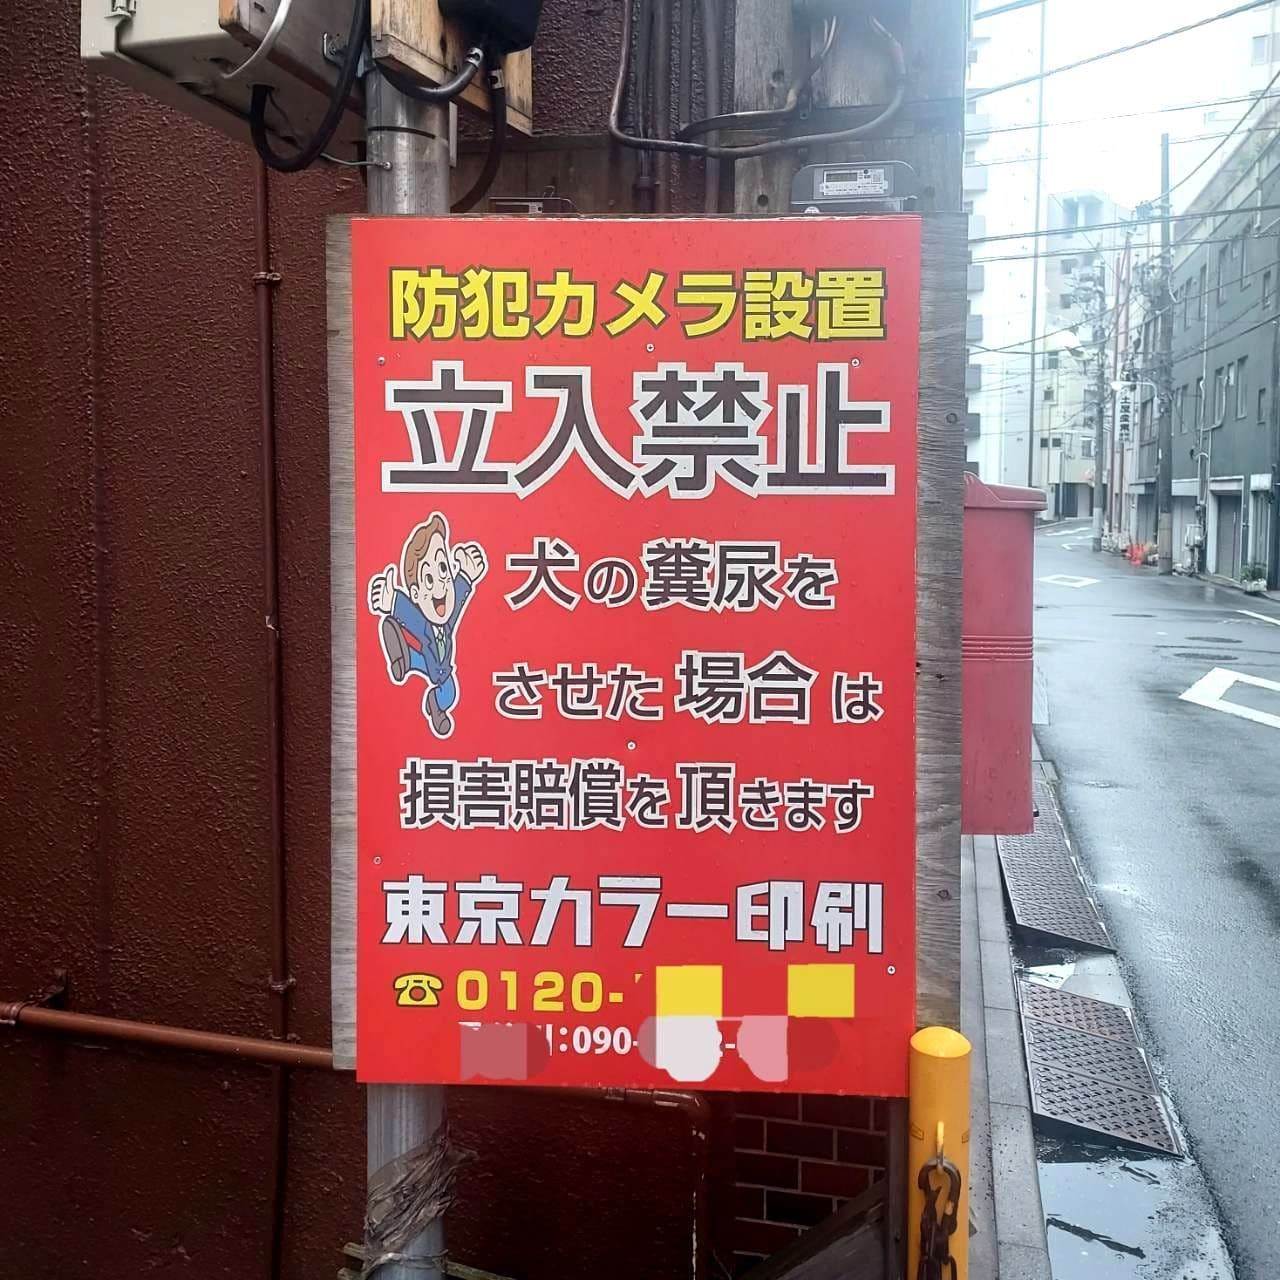 防犯カメラ設置
立入禁止
犬の糞尿を
させた場合は
損害賠償を頂きます
東京カラー印刷
☎0120-
:090-